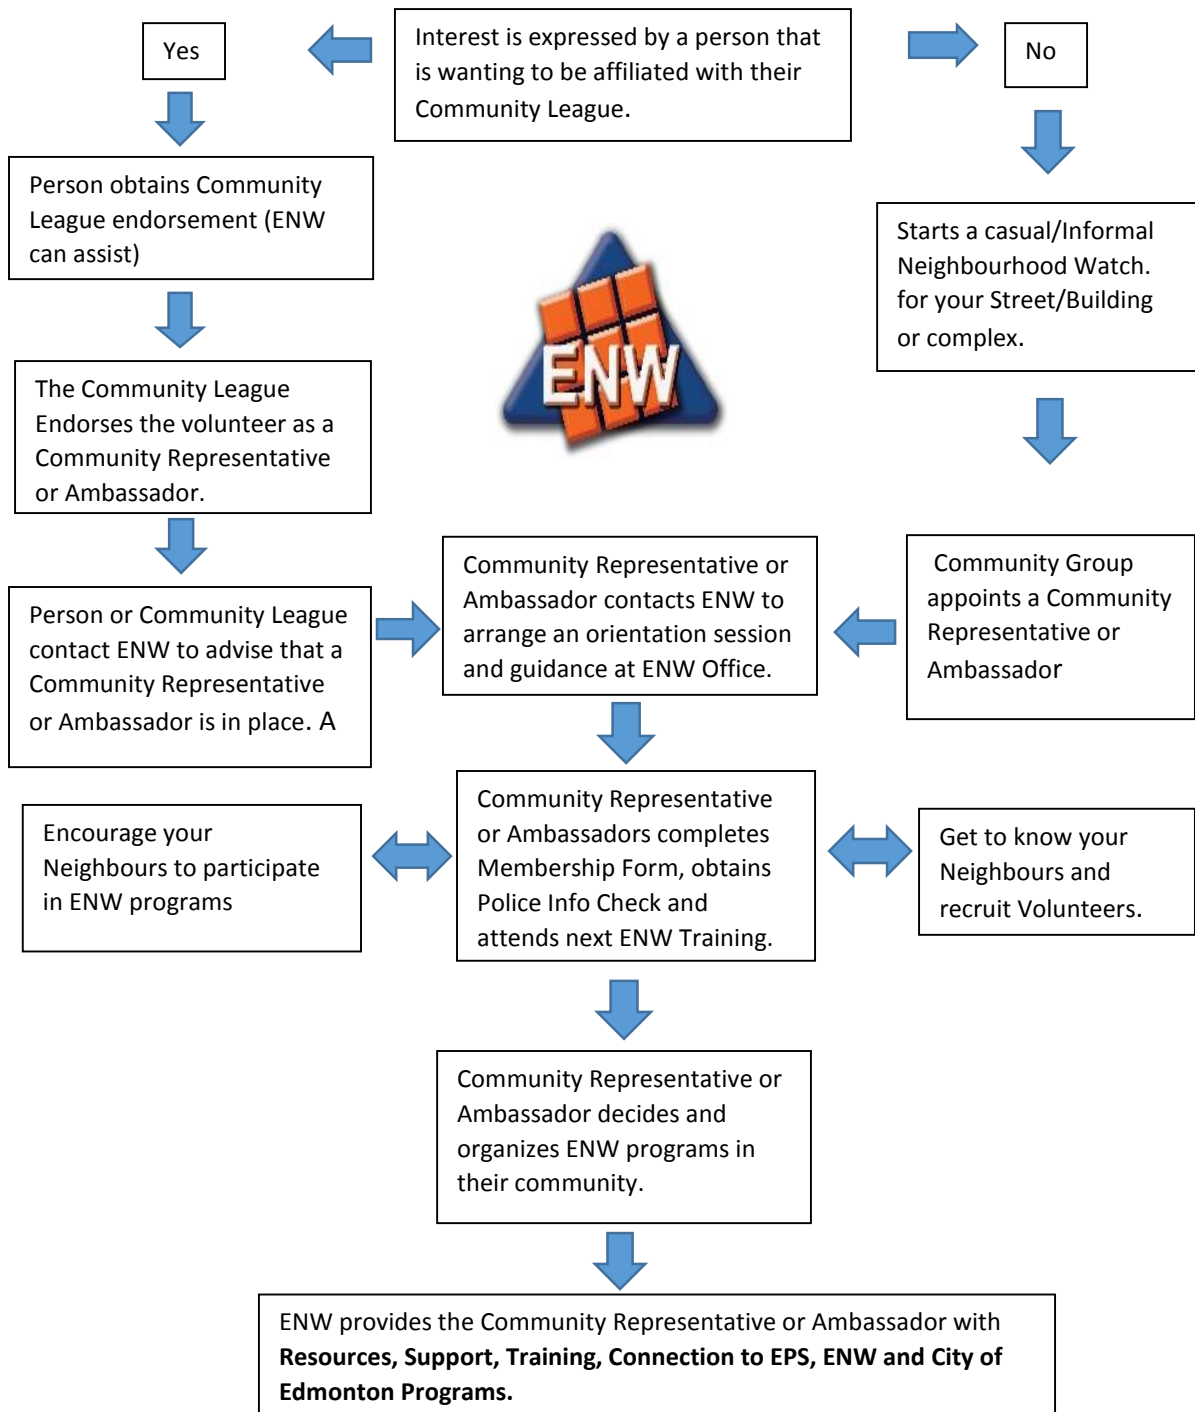 Interest is expressed by a person that
is wanting to be affiliated with their
Community League.
Yes
No
Person obtains Community
League endorsement (ENW
can assist)
Starts a casual/Informal
Neighbourhood Watch.
for your Street/Building
or complex.
ENW
The Community League
Endorses the volunteer as a
Community Representative
or Ambassador.
Person or Community League
contact ENW to advise that a
Community Representative
or Ambassador is in place. A
Community Representative or
Ambassador contacts ENW to
arrange an orientation session
and guidance at ENW Office.
Community Group
appoints a Community
Representative or
Ambassador
Encourage your
Neighbours to participate
in ENW programs
Community Representative
or Ambassadors completes
Membership Form, obtains
Police Info Check and
attends next ENW Training.
Get to know your
Neighbours and
recruit Volunteers.
Community Representative or
Ambassador decides and
organizes ENW programs in
their community.
ENW provides the Community Representative or Ambassador with
Resources, Support, Training, Connection to EPS, ENW and City of
Edmonton Programs.